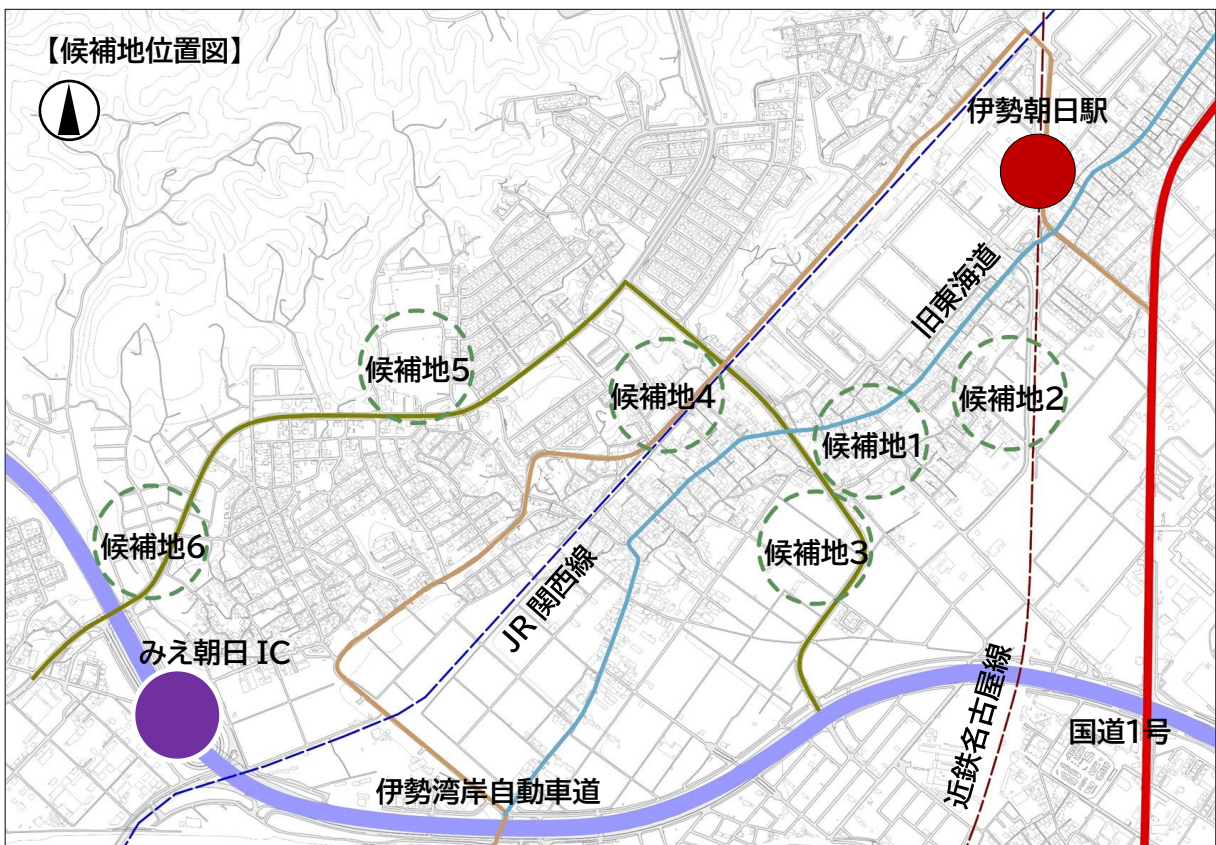 【候補地位置図】
伊勢朝日駅
旧東海道
候補地5
候補地4
候補地2
候補地1
候補地6
候補地3
JR関西線
みえ朝日 IC
近鉄名古屋線
国道1号
伊勢湾岸自動車道